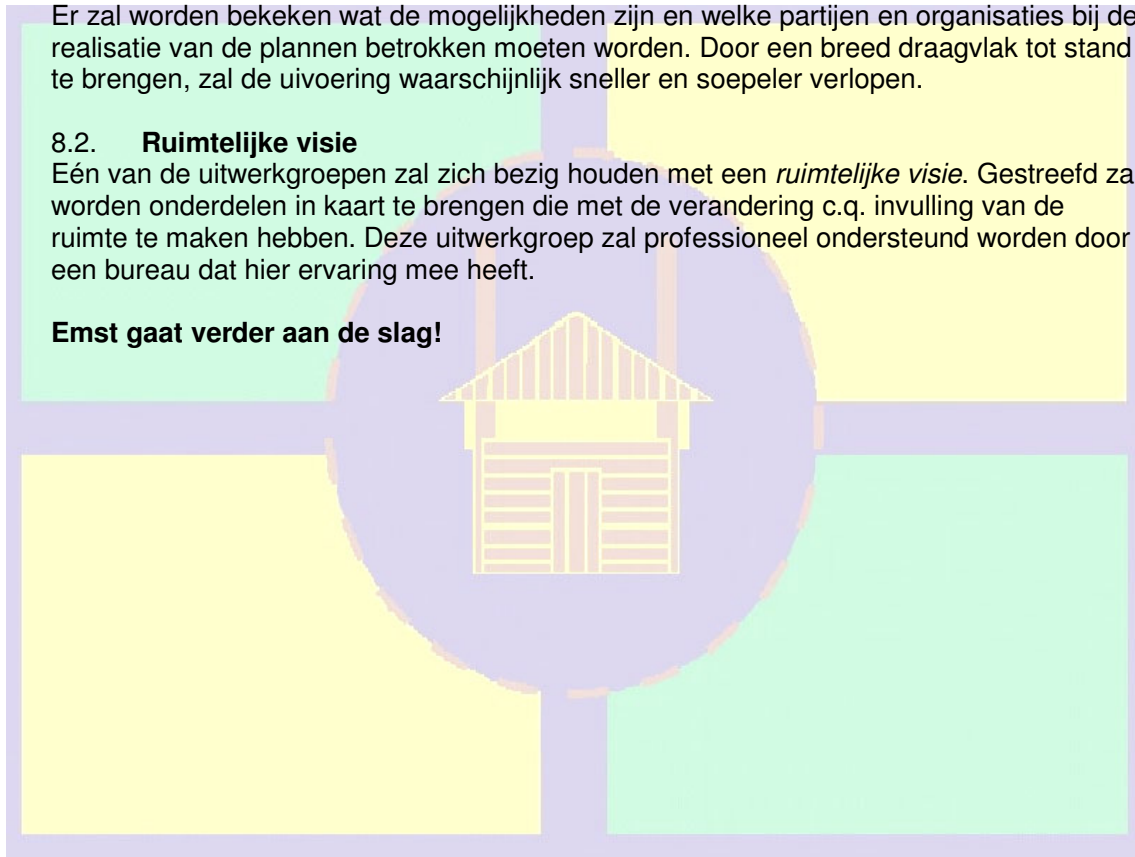 Er zal worden bekeken wat de mogelijkheden zijn en welke partijen en organisaties bij de
realisatie van de plannen betrokken moeten worden. Door een breed draagvlak tot stand
te brengen, zal de uivoering waarschijnlijk sneller en soepeler verlopen.
8.2. Ruimtelijke visie
Eén van de uitwerkgroepen zal zich bezig houden met een ruimtelijke visie. Gestreefd za
worden onderdelen in kaart te brengen die met de verandering c.q. invulling van de
ruimte te maken hebben. Deze uitwerkgroep zal professioneel ondersteund worden door
een bureau dat hier ervaring mee heeft.
Emst gaat verder aan de slag!